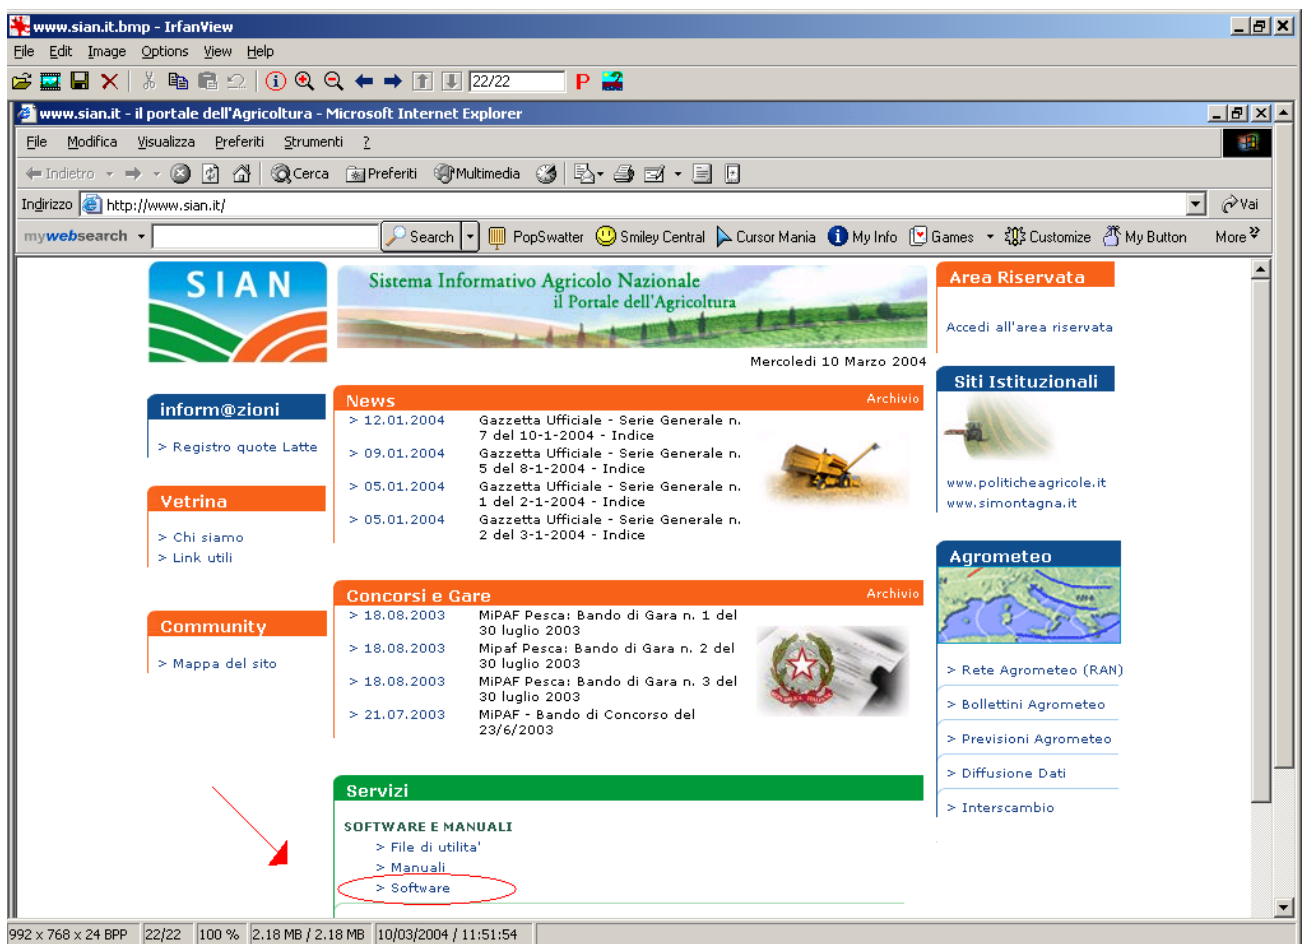 www.sian.it.bmp - IrfanView
File Edit Image Options View Help
22/22 P
www.sian.it - il portale dell'Agricoltura - Microsoft Internet Explorer
File Modifica Visualizza Preferiti Strumenti ?
Indietro Cerca Preferiti Multimedia
Indirizzo http://www.sian.it/ Vai
mywebsearch Search PopSwatter Smiley Central Cursor Mania My Info Games Customize My Button More
SIAN
Sistema Informativo Agricolo Nazionale
il Portale dell'Agricoltura
Mercoledi 10 Marzo 2004
Area Riservata
Accedi all'area riservata
inform@zioni
> Registro quote Latte
Vetrina
> Chi siamo
> Link utili
Community
> Mappa del sito
News Archivio
> 12.01.2004 Gazzetta Ufficiale - Serie Generale n.
7 del 10-1-2004 - Indice
> 09.01.2004 Gazzetta Ufficiale - Serie Generale n.
5 del 8-1-2004 - Indice
> 05.01.2004 Gazzetta Ufficiale - Serie Generale n.
1 del 2-1-2004 - Indice
> 05.01.2004 Gazzetta Ufficiale - Serie Generale n.
2 del 3-1-2004 - Indice
Concorsi e Gare Archivio
> 18.08.2003 MiPAF Pesca: Bando di Gara n. 1 del
30 luglio 2003
> 18.08.2003 Mipaf Pesca: Bando di Gara n. 2 del
30 luglio 2003
> 18.08.2003 MiPAF Pesca: Bando di Gara n. 3 del
30 luglio 2003
> 21.07.2003 MiPAF - Bando di Concorso del
23/6/2003
Servizi
SOFTWARE E MANUALI
> File di utilita'
> Manuali
> Software
Siti Istituzionali
www.politicheagricole.it
www.simontagna.it
Agrometeo
> Rete Agrometeo (RAN)
> Bollettini Agrometeo
> Previsioni Agrometeo
> Diffusione Dati
> Interscambio
992 x 768 x 24 BPP 22/22 100 % 2.18 MB / 2.18 MB 10/03/2004 / 11:51:54